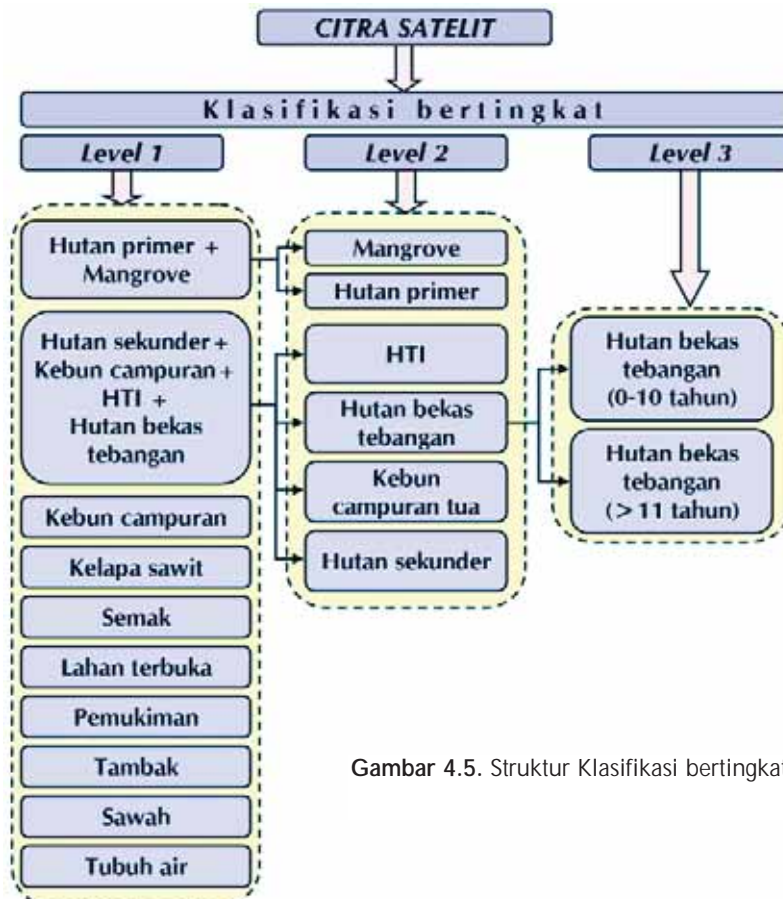 CITRA SATELIT
Klasifikasi bertingkat
Level 1
Level 2
Level 3
Hutan primer +
Mangrove
Hutan sekunder +
Kebun campuran +
HTI +
Hutan bekas
tebangan
Kebun campuran
Kelapa sawit
Semak
Lahan terbuka
Pemukiman
Tambak
Sawah
Tubuh air
Mangrove
Hutan primer
HTI
Hutan bekas
tebangan
Kebun
campuran tua
Hutan sekunder
Hutan bekas
tebangan
(0-10 tahun)
Hutan bekas
tebangan
(> 11 tahun)
Gambar 4.5. Struktur Klasifikasi bertingkat